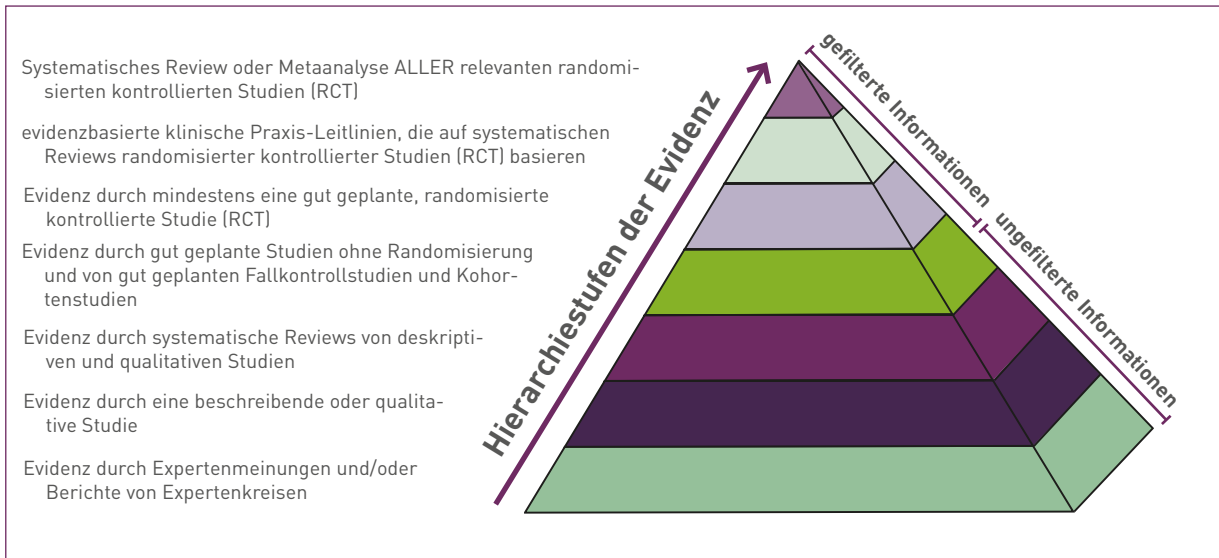 Systematisches Review oder Metaanalyse ALLER relevanten randomi-
sierten kontrollierten Studien (RCT)
evidenzbasierte klinische Praxis-Leitlinien, die auf systematischen
Reviews randomisierter kontrollierter Studien (RCT) basieren
Evidenz durch mindestens eine gut geplante, randomisierte
kontrollierte Studie (RCT)
Evidenz durch gut geplante Studien ohne Randomisierung
und von gut geplanten Fallkontrollstudien und Kohor-
tenstudien
Evidenz durch systematische Reviews von deskripti-
ven und qualitativen Studien
Evidenz durch eine beschreibende oder qualita-
tive Studie
Evidenz durch Expertenmeinungen und/oder
Berichte von Expertenkreisen
Hierarchiestufen der Evidenz
gefilterte Informationen
ungefilterte Informationen